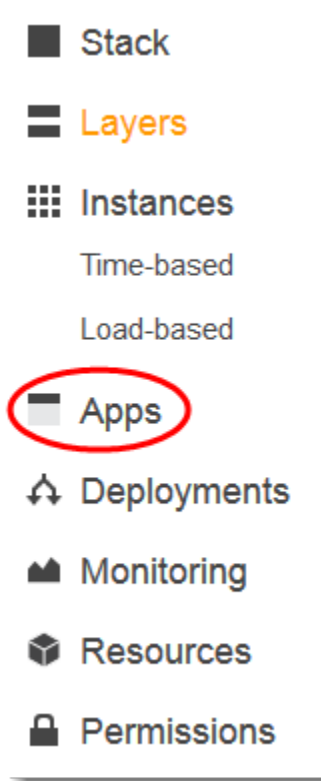 Stack
Layers
Instances
Time-based
Load-based
Apps
Deployments
Monitoring
Resources
Permissions